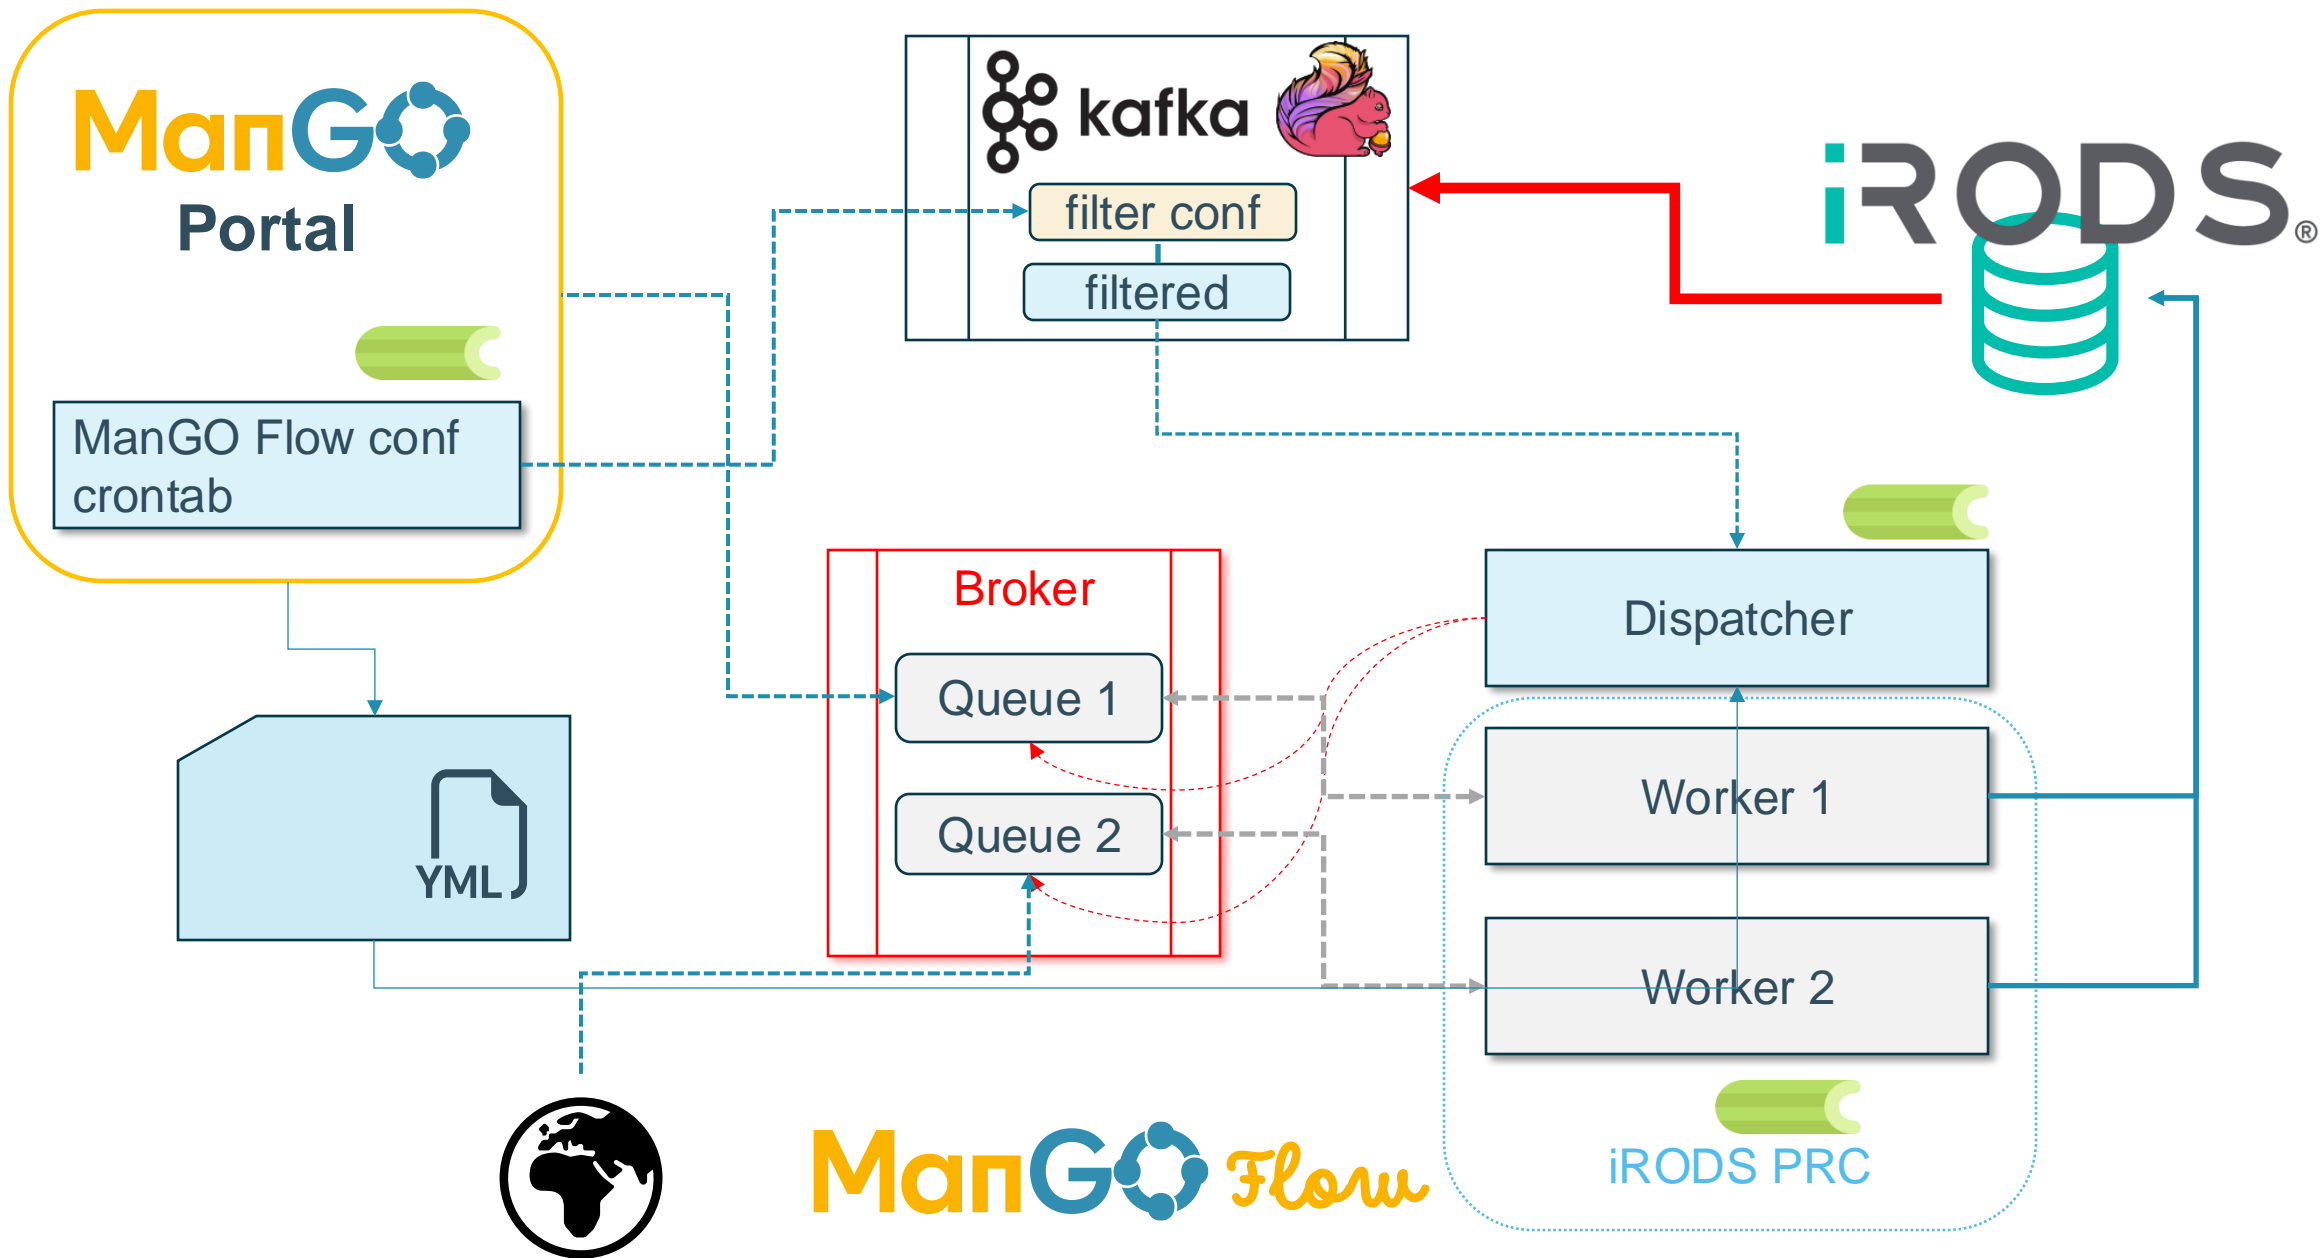 ManGO
Portal
ManGO Flow conf
crontab
YML
kafka
filter conf
filtered
iRODS®
Broker
Queue 1
Queue 2
Dispatcher
Worker 1
Worker 2
iRODS PRC
ManGO Flow